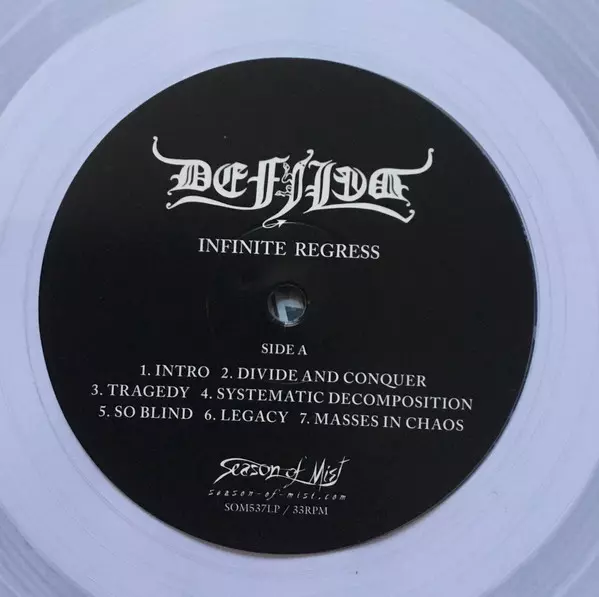 DEFILED
INFINITE REGRESS
SIDE A
1. INTRO 2. DIVIDE AND CONQUER
3. TRAGEDY 4. SYSTEMATIC DECOMPOSITION
5. SO BLIND 6. LEGACY 7. MASSES IN CHAOS
Season of Mist
season-of-mist.com
SOM537LP / 33RPM